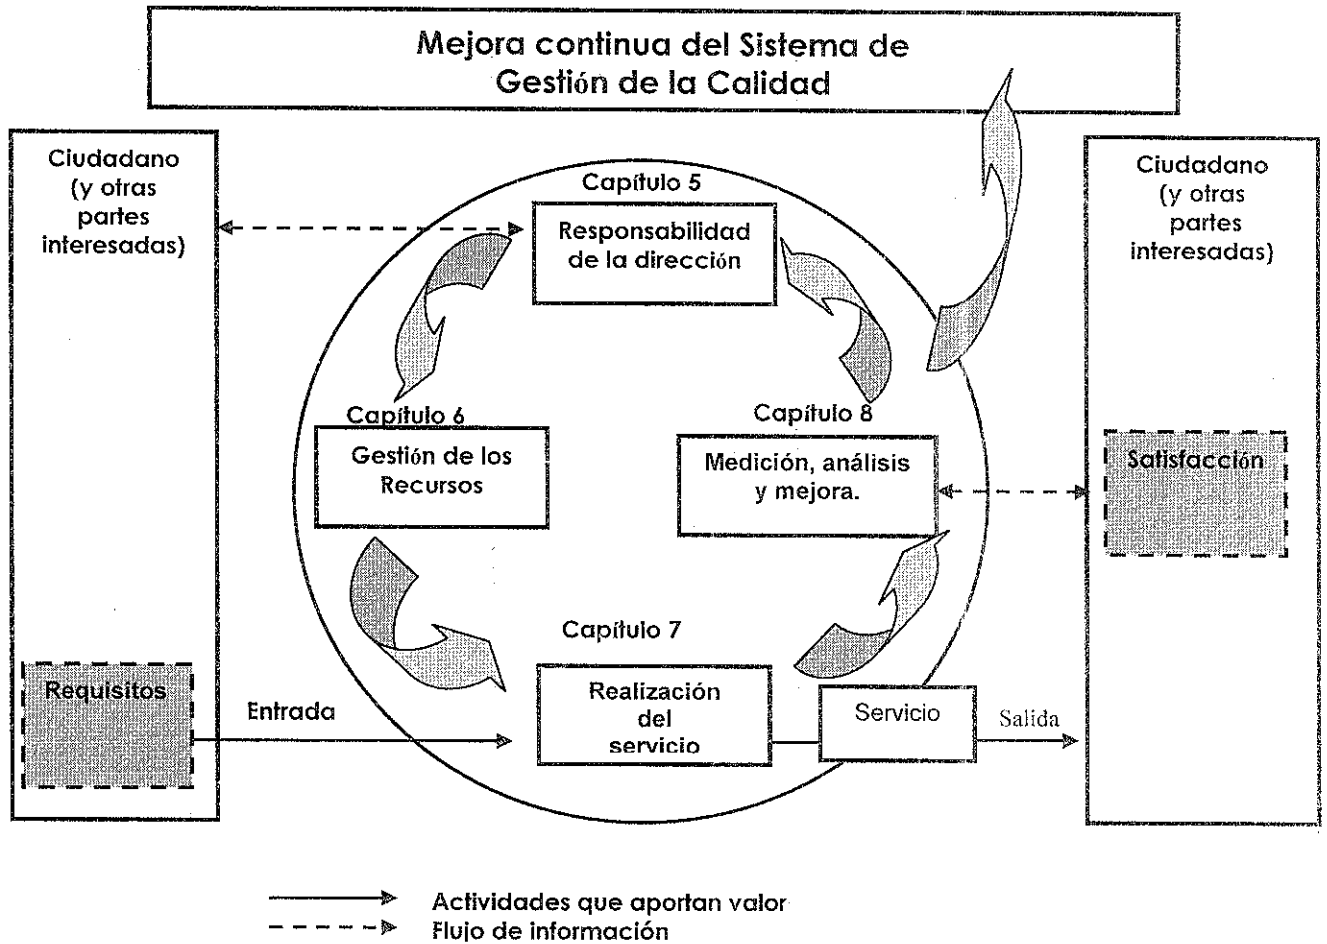 Mejora continua del Sistema de
Gestión de la Calidad
Ciudadano
(y otras
partes
interesadas)
Capítulo 5
Responsabilidad
de la dirección
Ciudadano
(y otras
partes
interesadas)
Capítulo 6
Gestión de los
Recursos
Capítulo 8
Medición, análisis
y mejora.
Satisfacción
Capítulo 7
Requisitos
Entrada
Realización
del
servicio
Servicio
Salida
Actividades que aportan valor
Flujo de información